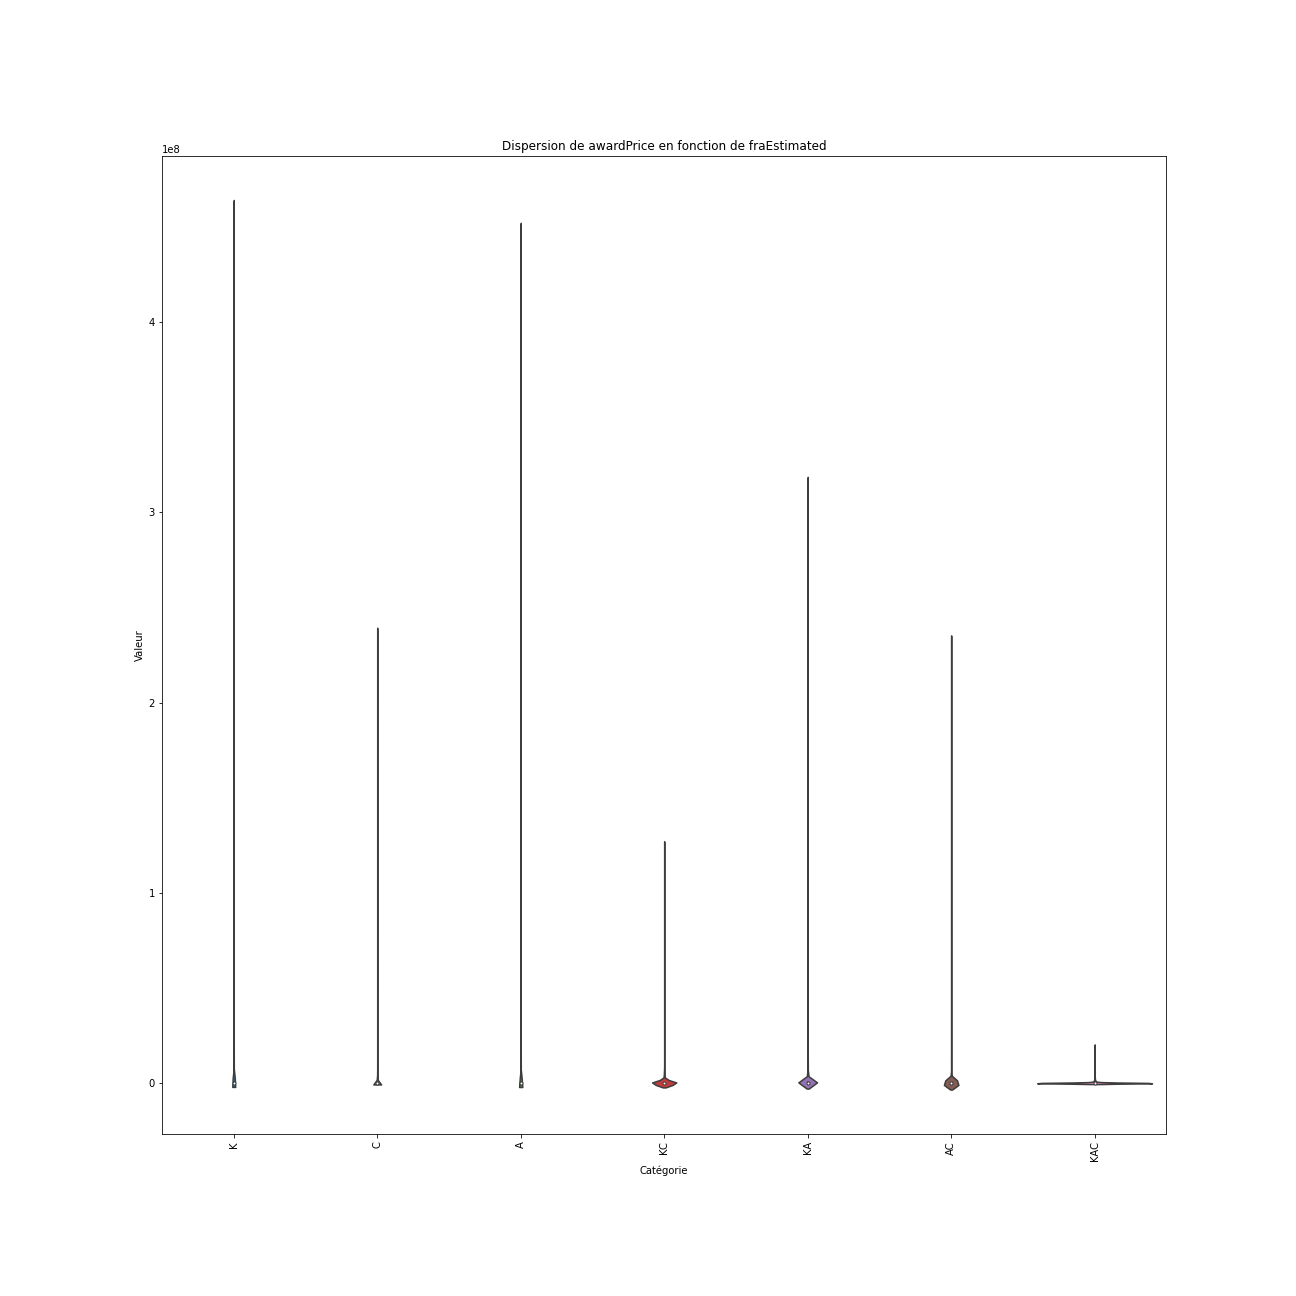 Dispersion de awardPrice en fonction de fraEstimated
1e8
4
3
2
1
0
Valeur
K
C
A
KC
KA
AC
KAC
Catégorie